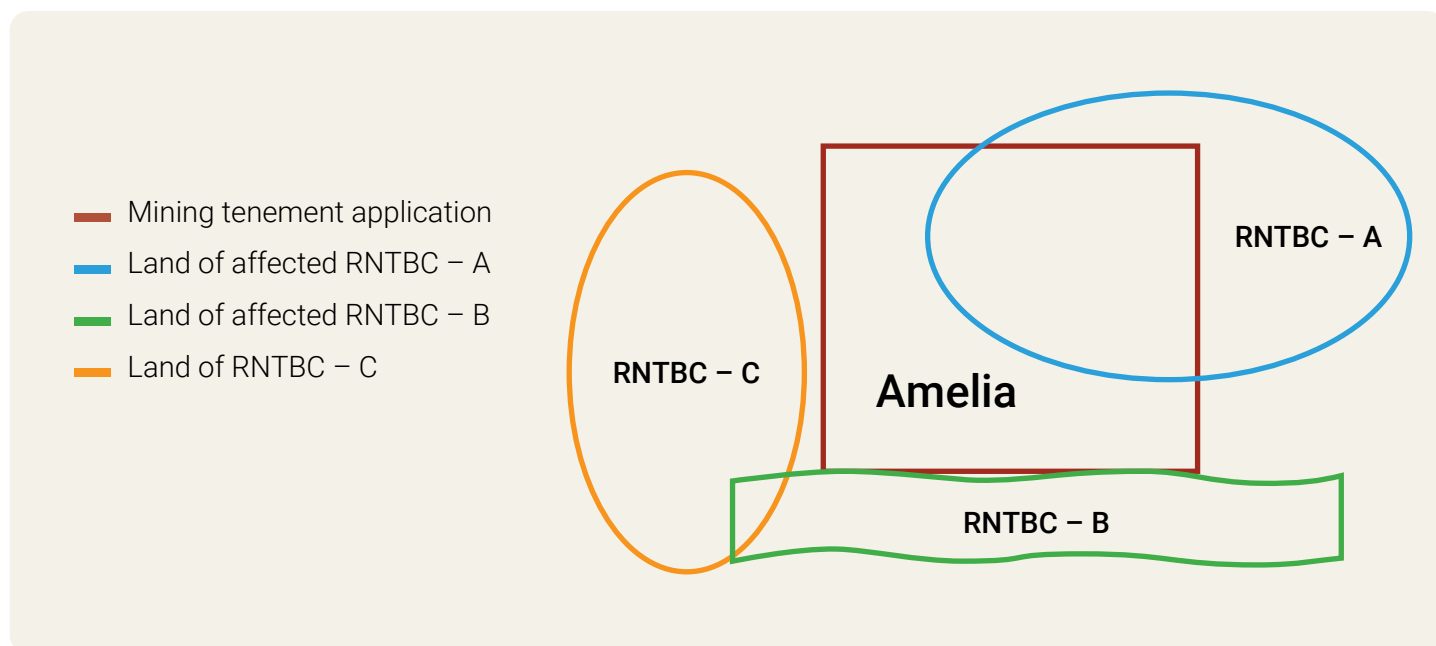 Mining tenement application
Land of affected RNTBC – A
Land of affected RNTBC – B
Land of RNTBC – C
RNTBC – A
RNTBC – C
Amelia
RNTBC – B